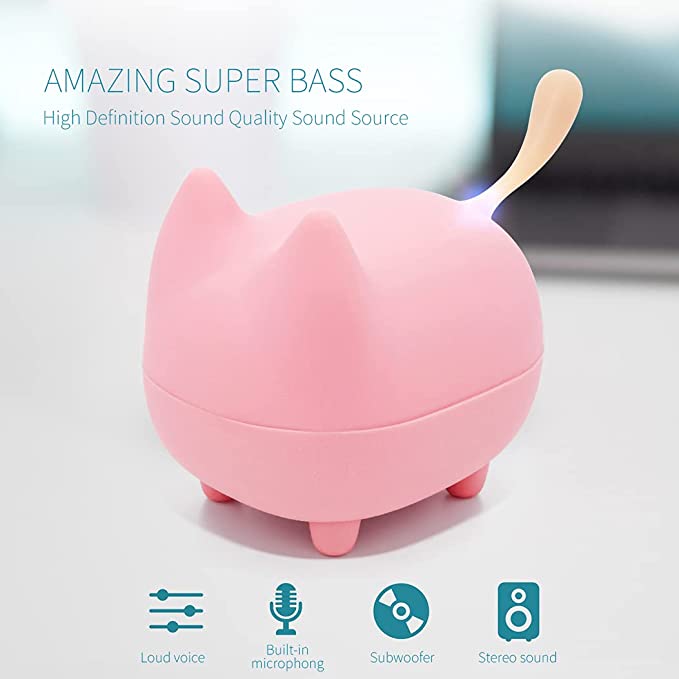 AMAZING SUPER BASS
High Definition Sound Quality Sound Source
Loud voice
Built-in
microphong
Subwoofer
Stereo sound